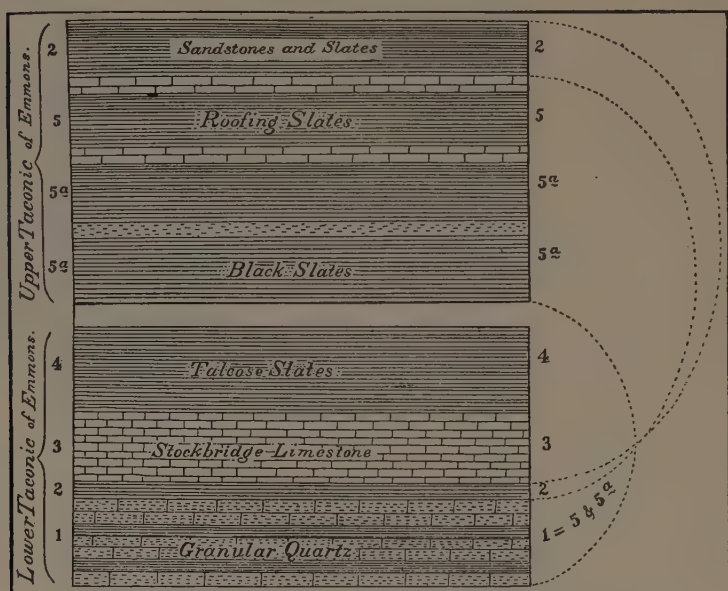 Upper Taconic of Emmons.
2 Sandstones and Slates 2
5 Roofing Slates 5
5a 5a
5a Black Slates 5a
Lower Taconic of Emmons.
4 Talcose Slates 4
3 Stockbridge Limestone 3
2 2
1 Granular Quartz 1 = 5 & 5a